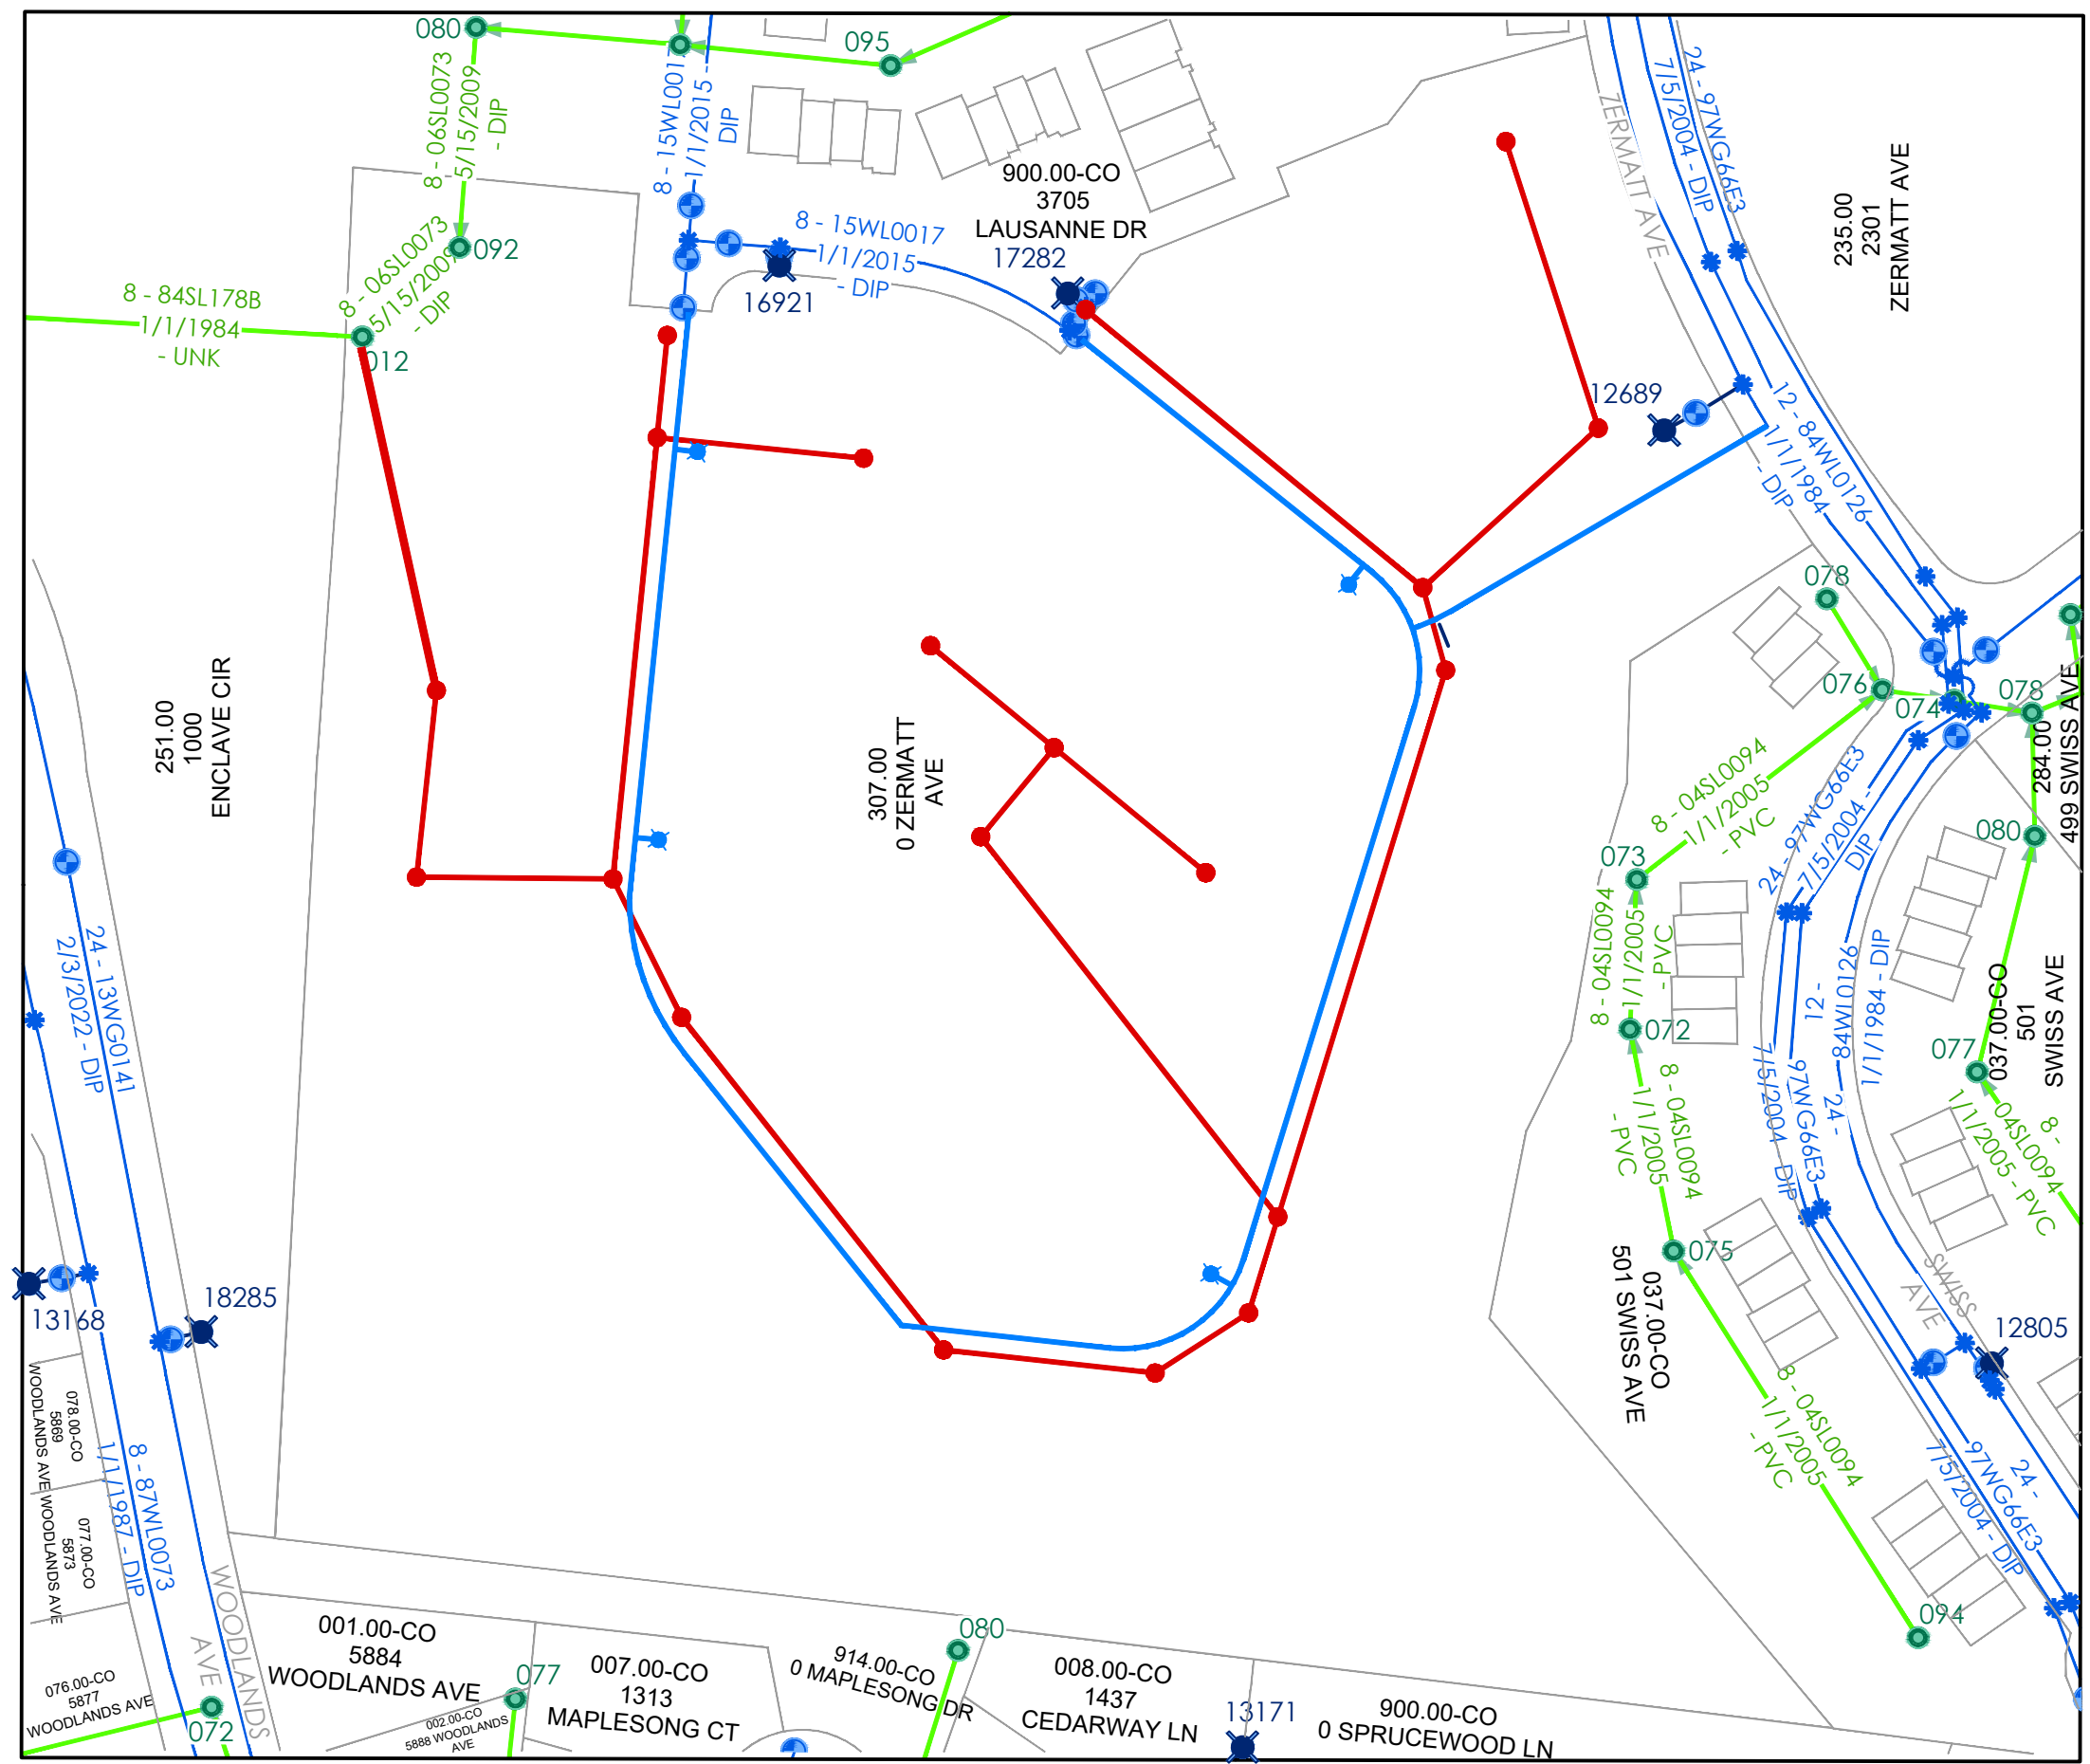 080
095
8 - 06SL0073
5/15/2009
- DIP
8 - 15WL0017
1/1/2015 -
DIP
24 - 97WG66E3
7/5/2004 - DIP
ZERMATT AVE
900.00-CO
3705
LAUSANNE DR
17282
235.00
2301
ZERMATT AVE
8 - 15WL0017
1/1/2015
- DIP
16921
092
8 - 06SL0073
5/15/2009
- DIP
8 - 84SL178B
1/1/1984
- UNK
012
12689
12 - 84WL0126
1/1/1984
- DIP
078
076
074
078
284.00
499 SWISS AVE
080
251.00
1000
ENCLAVE CIR
307.00
0 ZERMATT
AVE
8 - 04SL0094
1/1/2005
- PVC
073
8 - 04SL0094
1/1/2005
- PVC
072
24 - 97WG66E3
7/5/2004 -
DIP
12 -
84WL0126
1/1/1984 - DIP
24 -
97WG66E3
7/5/2004
DIP
037.00-CO
501
SWISS AVE
077
8 -
04SL0094
1/1/2005 - PVC
8 - 04SL0094
1/1/2005
- PVC
075
037.00-CO
501 SWISS AVE
24 - 13WG0141
2/3/2022 - DIP
13168
18285
SWISS
AVE
12805
8 - 04SL0094
1/1/2005
- PVC
24 -
97WG66E3
7/5/2004 - DIP
094
078.00-CO
5869
WOODLANDS AVE
077.00-CO
5873
WOODLANDS AVE
8 - 87WL0073
1/1/1987 - DIP
WOODLANDS
AVE
076.00-CO
5877
WOODLANDS AVE
072
001.00-CO
5884
WOODLANDS AVE
077
002.00-CO
5888 WOODLANDS
AVE
007.00-CO
1313
MAPLESONG CT
914.00-CO
0 MAPLESONG DR
080
008.00-CO
1437
CEDARWAY LN
13171
900.00-CO
0 SPRUCEWOOD LN